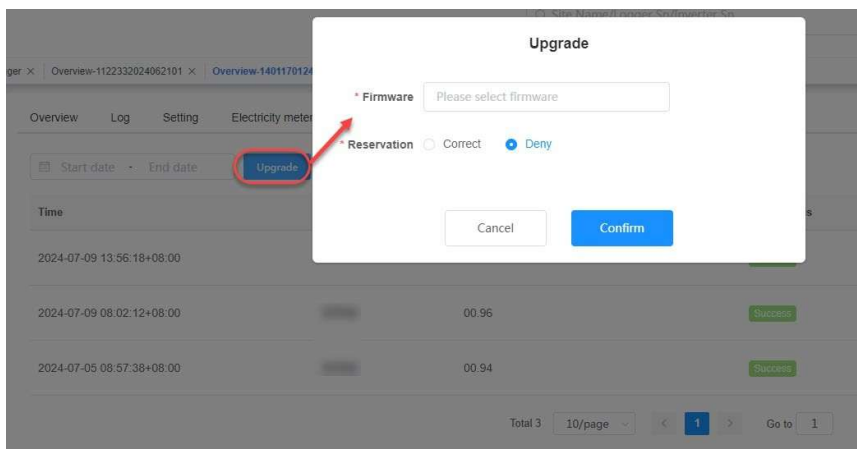 Site Name/Logger Sn/Inverter Sn
Upgrade
ger × Overview-1122332024062101 × Overview-1401170124
* Firmware Please select firmware
Overview Log Setting Electricity meter
* Reservation Correct Deny
Start date - End date Upgrade
Time s
Cancel Confirm
2024-07-09 13:56:18+08:00
2024-07-09 08:02:12+08:00 00.96 Success
2024-07-05 08:57:38+08:00 00.94 Success
Total 3 10/page < 1 > Go to 1